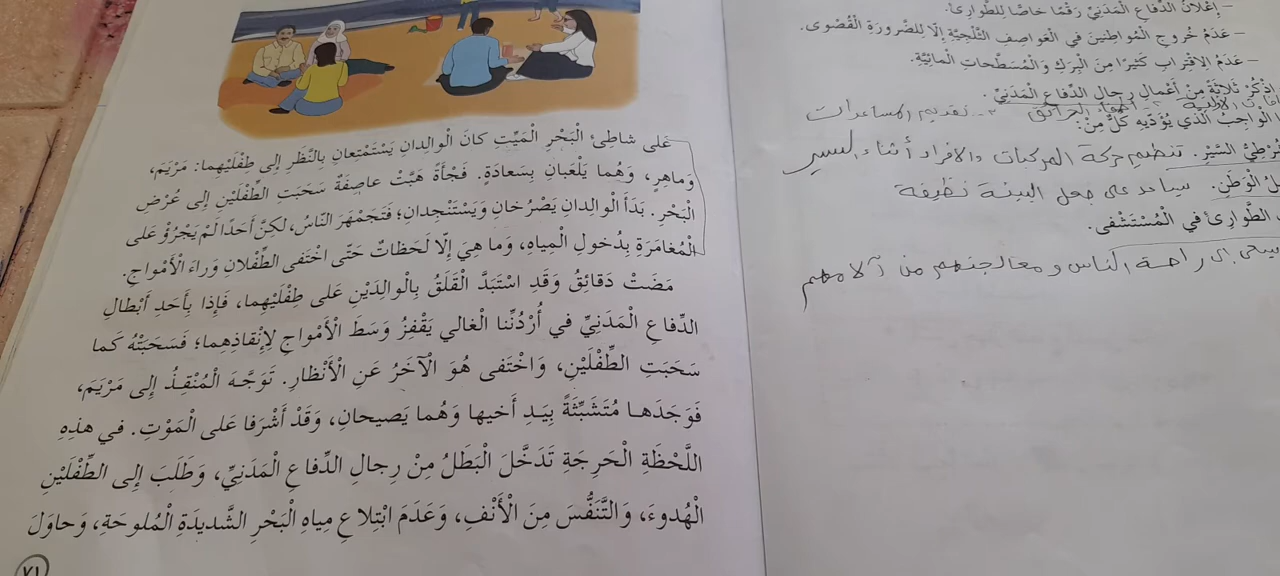 – إِعْلانُ الدِّفاعِ الْمَدَنِيِّ رَقْمًا خاصًّا لِلطَّوارِئِ.
– عَدَمُ خُروجِ الْمُواطِنينَ في الْعَواصِفِ الثَّلْجِيَّةِ إِلّا لِلضَّرورَةِ الْقُصْوى.
– عَدَمُ الِاقْتِرابِ كَثيرًا مِنَ الْبِرَكِ وَالْمُسَطَّحاتِ الْمائِيَّةِ.
اُذْكُرْ ثَلاثَةً مِنْ أَعْمالِ رِجالِ الدِّفاعِ الْمَدَنِيِّ.
تقديم المساعدات
الْواجِبُ الَّذي يُؤَدّيهِ كُلٌّ مِنْ:
شُرْطِيُّ السَّيْرِ. تنظيم حركة المركبات والافراد أثناء السير
الْوَطَنِ. يساعد على جعل البيئة نظيفة
الطَّوارِئِ في الْمُسْتَشْفى.
راحة الناس و معالجتهم من آلامهم
عَلى شاطِئِ الْبَحْرِ الْمَيِّتِ كانَ الْوالِدانِ يَسْتَمْتِعانِ بِالنَّظَرِ إِلى طِفْلَيْهِما: مَرْيَمَ،
وَماهِرٍ، وَهُما يَلْعَبانِ بِسَعادَةٍ. فَجْأَةً هَبَّتْ عاصِفَةٌ سَحَبَتِ الطِّفْلَيْنِ إِلى عُرْضِ
الْبَحْرِ. بَدَأَ الْوالِدانِ يَصْرُخانِ وَيَسْتَنْجِدانِ؛ فَتَجَمْهَرَ النّاسُ، لكِنَّ أَحَدًا لَمْ يَجْرُؤْ عَلى
الْمُغامَرَةِ بِدُخولِ الْمِياهِ، وَما هِيَ إِلّا لَحَظاتٌ حَتّى اخْتَفى الطِّفْلانِ وَراءَ الْأَمْواجِ.
مَضَتْ دَقائِقُ وَقَدِ اسْتَبَدَّ الْقَلَقُ بِالْوالِدَيْنِ عَلى طِفْلَيْهِما، فَإِذا بِأَحَدِ أَبْطالِ
الدِّفاعِ الْمَدَنِيِّ في أُرْدُنِّنا الْغالي يَقْفِزُ وَسَطَ الْأَمْواجِ لِإِنْقاذِهِما؛ فَسَحَبَتْهُ كَما
سَحَبَتِ الطِّفْلَيْنِ، وَاخْتَفى هُوَ الْآخَرُ عَنِ الْأَنْظارِ. تَوَجَّهَ الْمُنْقِذُ إِلى مَرْيَمَ،
فَوَجَدَها مُتَشَبِّثَةً بِيَدِ أَخيها وَهُما يَصيحانِ، وَقَدْ أَشْرَفا عَلى الْمَوْتِ. في هذِهِ
اللَّحْظَةِ الْحَرِجَةِ تَدَخَّلَ الْبَطَلُ مِنْ رِجالِ الدِّفاعِ الْمَدَنِيِّ، وَطَلَبَ إِلى الطِّفْلَيْنِ
الْهُدوءَ، وَالتَّنَفُّسَ مِنَ الْأَنْفِ، وَعَدَمَ ابْتِلاعِ مِياهِ الْبَحْرِ الشَّديدَةِ الْمُلوحَةِ، وَحاوَلَ
٧١